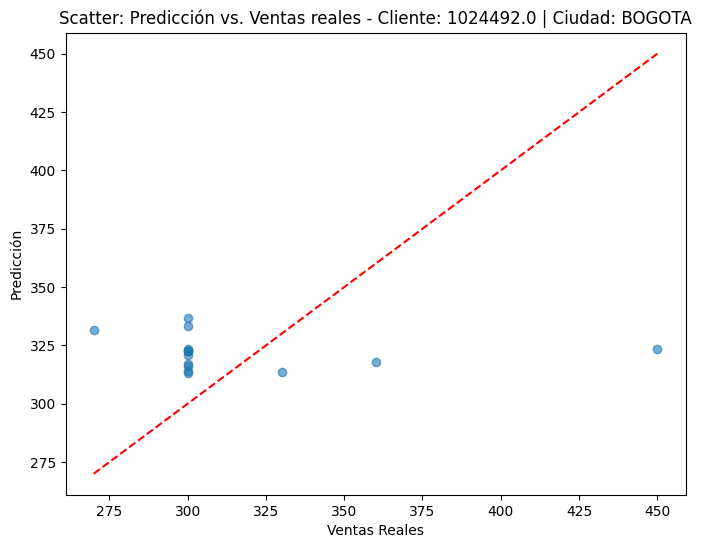 Scatter: Predicción vs. Ventas reales - Cliente: 1024492.0 | Ciudad: BOGOTA
450
425
400
375
350
325
300
275
Predicción
275 300 325 350 375 400 425 450
Ventas Reales